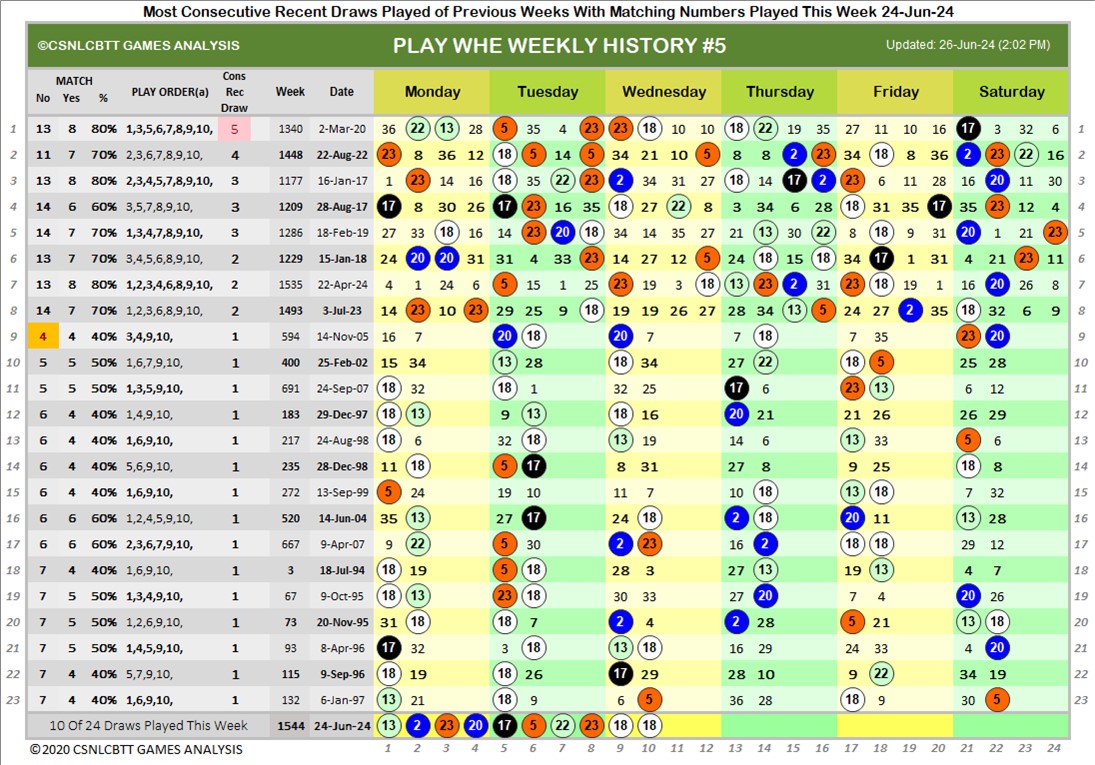 Most Consecutive Recent Draws Played of Previous Weeks With Matching Numbers Played This Week 24-Jun-24
©CSNLCBTT GAMES ANALYSIS PLAY WHE WEEKLY HISTORY #5 Updated: 26-Jun-24 (2:02 PM)
MATCH Cons
No Yes % PLAY ORDER(a) Rec Week Date Monday Tuesday Wednesday Thursday Friday Saturday
Draw
1 13 8 80% 1,3,5,6,7,8,9,10, 5 1340 2-Mar-20 36 22 13 28 5 35 4 23 23 18 10 10 18 22 19 35 27 11 10 16 17 3 32 6 1
2 11 7 70% 2,3,6,7,8,9,10, 4 1448 22-Aug-22 23 8 36 12 18 5 14 5 34 21 10 5 8 8 2 23 34 18 8 36 2 23 22 16 2
3 13 8 80% 2,3,4,5,7,8,9,10, 3 1177 16-Jan-17 1 23 14 16 18 35 22 23 2 34 31 27 18 14 17 2 23 6 11 28 16 20 11 30 3
4 14 6 60% 3,5,7,8,9,10, 3 1209 28-Aug-17 17 8 30 26 17 23 16 35 18 27 22 8 3 34 6 28 18 31 35 17 35 23 12 4 4
5 14 7 70% 1,3,4,7,8,9,10, 3 1286 18-Feb-19 27 33 18 16 14 23 20 18 34 14 35 27 21 13 30 22 8 18 9 31 20 1 21 23 5
6 13 7 70% 3,4,5,6,8,9,10, 2 1229 15-Jan-18 24 20 20 31 31 4 33 23 14 27 12 5 24 18 15 18 34 17 1 31 4 21 23 11 6
7 13 8 80% 1,2,3,4,6,8,9,10, 2 1535 22-Apr-24 4 1 24 6 5 15 1 25 23 19 3 18 13 23 2 31 23 18 19 1 16 20 26 8 7
8 14 7 70% 1,2,3,6,8,9,10, 2 1493 3-Jul-23 14 23 10 23 29 25 9 18 19 19 26 27 28 34 13 5 24 27 2 35 18 32 6 9 8
9 4 4 40% 3,4,9,10, 1 594 14-Nov-05 16 7 20 18 20 7 7 18 7 35 23 20 9
10 5 5 50% 1,6,7,9,10, 1 400 25-Feb-02 15 34 13 28 18 34 27 22 18 5 25 28 10
11 5 5 50% 1,3,5,9,10, 1 691 24-Sep-07 18 32 18 1 32 25 17 6 23 13 6 12 11
12 6 4 40% 1,4,9,10, 1 183 29-Dec-97 18 13 9 13 18 16 20 21 21 26 26 29 12
13 6 4 40% 1,6,9,10, 1 217 24-Aug-98 18 6 32 18 13 19 14 6 13 33 5 6 13
14 6 4 40% 5,6,9,10, 1 235 28-Dec-98 11 18 5 17 8 31 27 8 9 25 18 8 14
15 6 4 40% 1,6,9,10, 1 272 13-Sep-99 5 24 19 10 11 7 10 18 13 18 7 32 15
16 6 6 60% 1,2,4,5,9,10, 1 520 14-Jun-04 35 13 27 17 24 18 2 18 20 11 13 28 16
17 6 6 60% 2,3,6,7,9,10, 1 667 9-Apr-07 9 22 5 30 2 23 16 2 18 18 29 12 17
18 7 4 40% 1,6,9,10, 1 3 18-Jul-94 18 19 5 18 28 3 27 13 19 13 4 7 18
19 7 5 50% 1,3,4,9,10, 1 67 9-Oct-95 18 13 23 18 30 33 27 20 7 4 20 26 19
20 7 5 50% 1,2,6,9,10, 1 73 20-Nov-95 31 18 18 7 2 4 2 28 5 21 13 18 20
21 7 5 50% 1,4,5,9,10, 1 93 8-Apr-96 17 32 3 18 13 18 16 29 24 33 4 20 21
22 7 4 40% 5,7,9,10, 1 115 9-Sep-96 18 19 18 26 17 29 28 10 9 22 34 19 22
23 7 4 40% 1,6,9,10, 1 132 6-Jan-97 13 21 18 9 6 5 36 28 18 9 30 5 23
10 Of 24 Draws Played This Week 1544 24-Jun-24 13 2 23 20 17 5 22 23 18 18
©2020 CSNLCBTT GAMES ANALYSIS 1 2 3 4 5 6 7 8 9 10 11 12 13 14 15 16 17 18 19 20 21 22 23 24